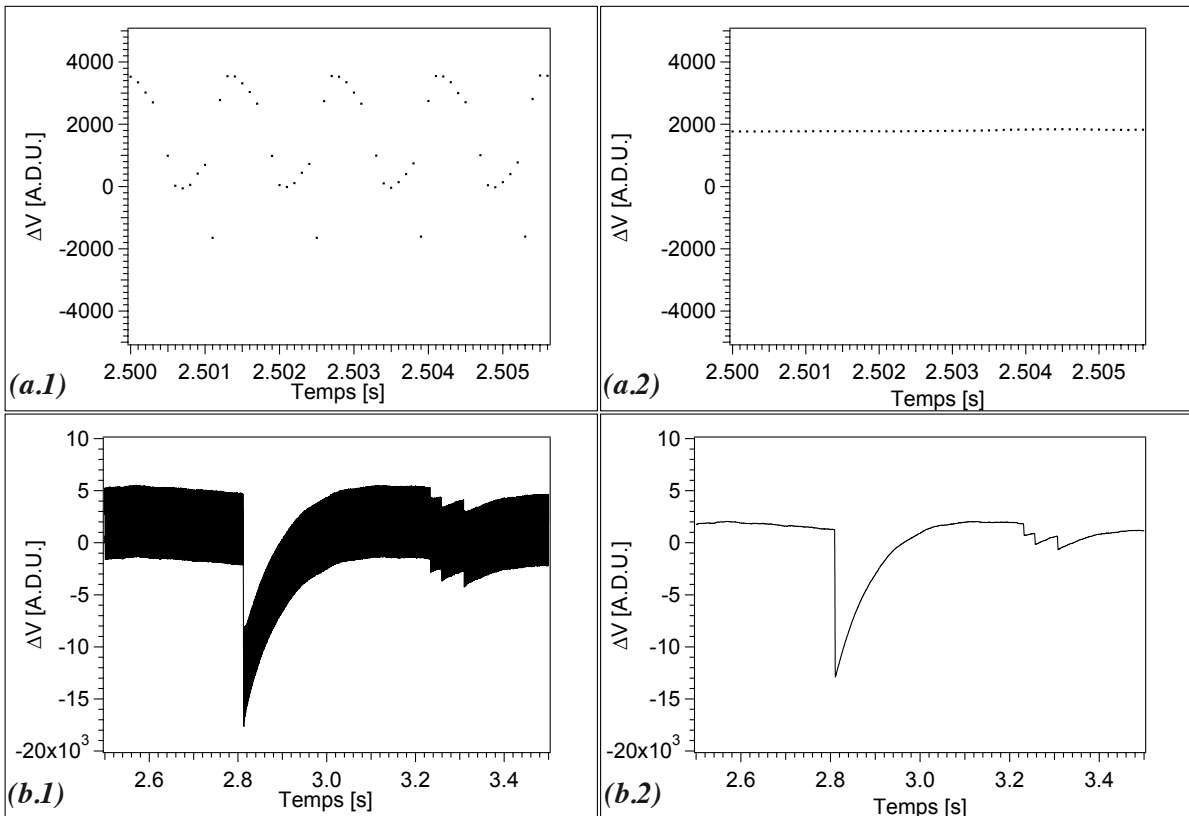 4000
2000
0
-2000
-4000
ΔV [A.D.U.]
2.500 2.501 2.502 2.503 2.504 2.505
Temps [s]
(a.1)
4000
2000
0
-2000
-4000
ΔV [A.D.U.]
2.500 2.501 2.502 2.503 2.504 2.505
Temps [s]
(a.2)
10
5
0
-5
-10
-15
-20x10³
ΔV [A.D.U.]
2.6 2.8 3.0 3.2 3.4
Temps [s]
(b.1)
10
5
0
-5
-10
-15
-20x10³
ΔV [A.D.U.]
2.6 2.8 3.0 3.2 3.4
Temps [s]
(b.2)